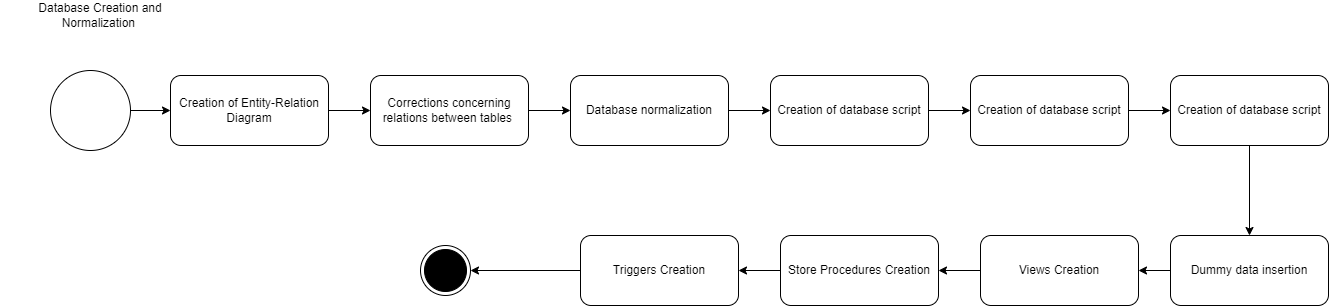 Database Creation and
Normalization
Creation of Entity-Relation
Diagram
Corrections concerning
relations between tables
Database normalization
Creation of database script
Creation of database script
Creation of database script
Triggers Creation
Store Procedures Creation
Views Creation
Dummy data insertion